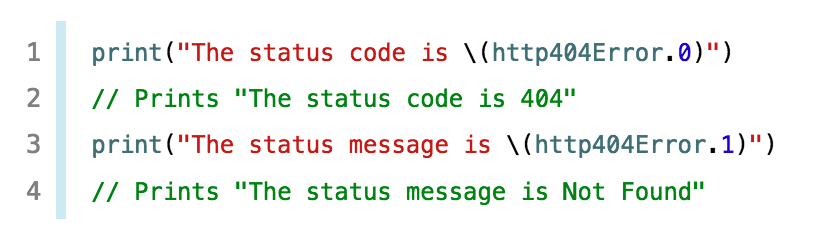 1 print("The status code is \(http404Error.0)")
2 // Prints "The status code is 404"
3 print("The status message is \(http404Error.1)")
4 // Prints "The status message is Not Found"